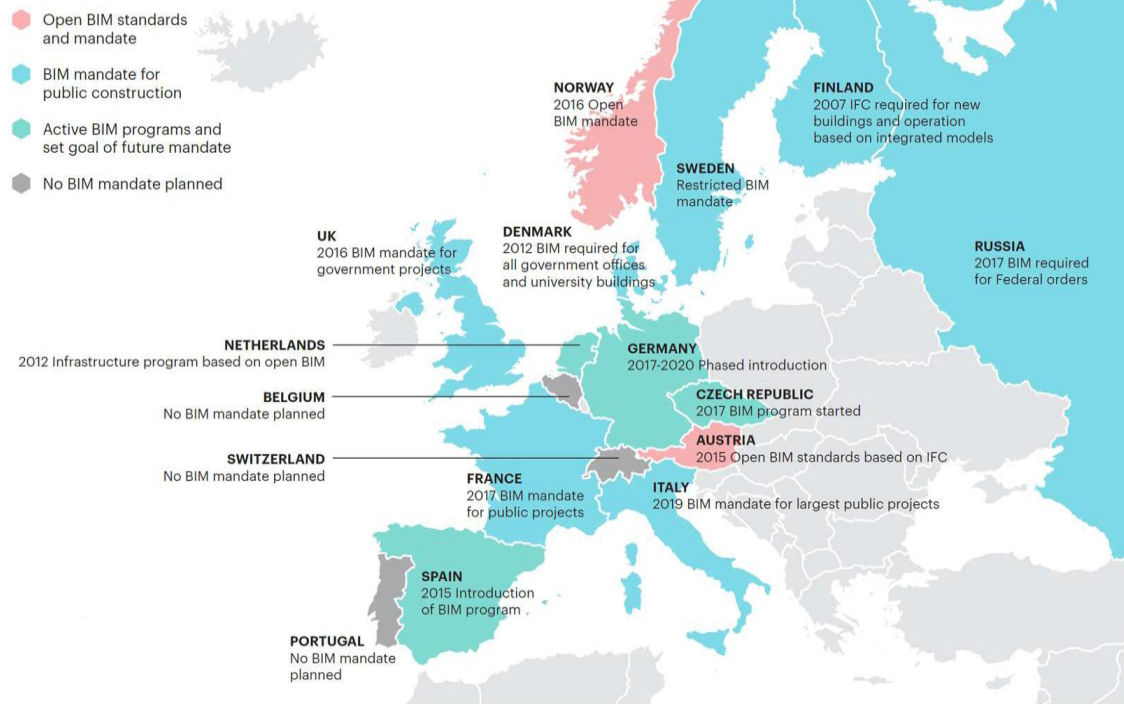 Open BIM standards
and mandate
BIM mandate for
public construction
Active BIM programs and
set goal of future mandate
No BIM mandate planned
NORWAY
2016 Open
BIM mandate
FINLAND
2007 IFC required for new
buildings and operation
based on integrated models
SWEDEN
Restricted BIM
mandate
UK
2016 BIM mandate for
government projects
DENMARK
2012 BIM required for
all government offices
and university buildings
RUSSIA
2017 BIM required
for Federal orders
NETHERLANDS
2012 Infrastructure program based on open BIM
GERMANY
2017-2020 Phased introduction
BELGIUM
No BIM mandate planned
CZECH REPUBLIC
2017 BIM program started
AUSTRIA
2015 Open BIM standards based on IFC
SWITZERLAND
No BIM mandate planned
FRANCE
2017 BIM mandate
for public projects
ITALY
2019 BIM mandate for largest public projects
SPAIN
2015 Introduction
of BIM program
PORTUGAL
No BIM mandate
planned